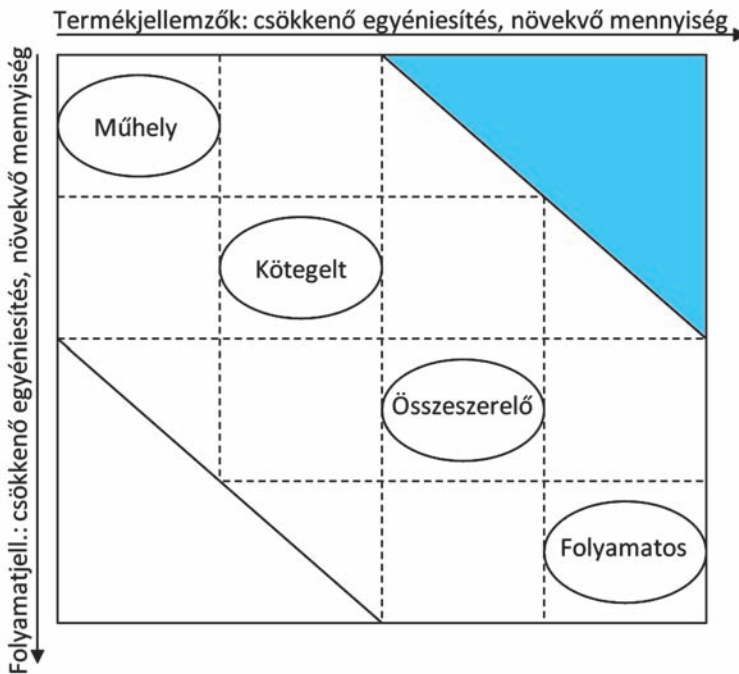 Termékjellemzők: csökkenő egyéniesítés, növekvő mennyiség
Folyamatjell.: csökkenő egyéniesítés, növekvő mennyiség
Műhely
Kötegelt
Összeszerelő
Folyamatos